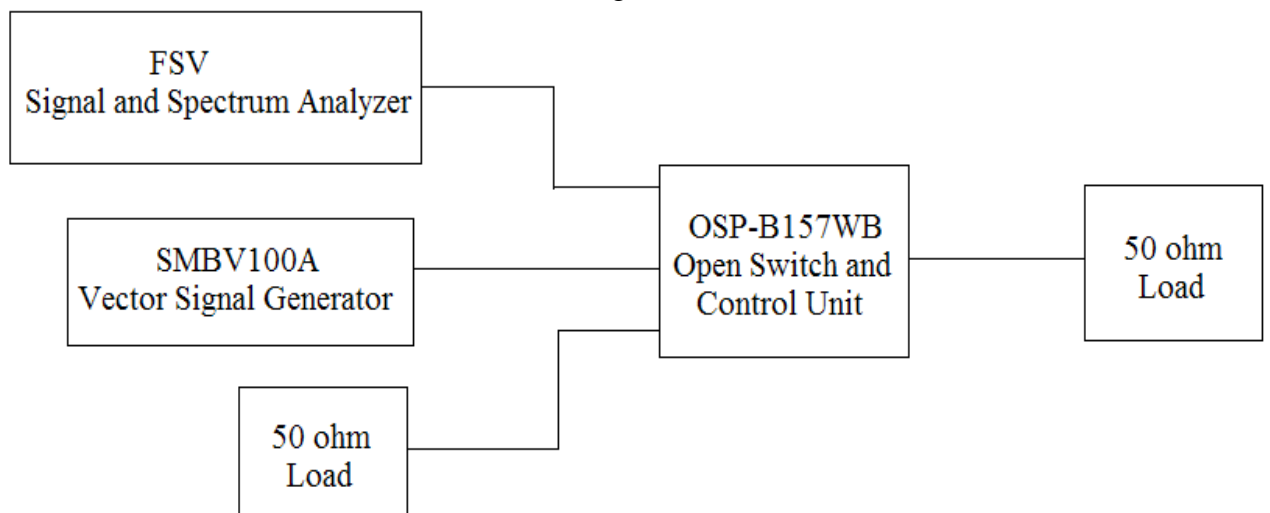 FSV
Signal and Spectrum Analyzer
SMBV100A
Vector Signal Generator
50 ohm
Load
OSP-B157WB
Open Switch and
Control Unit
50 ohm
Load